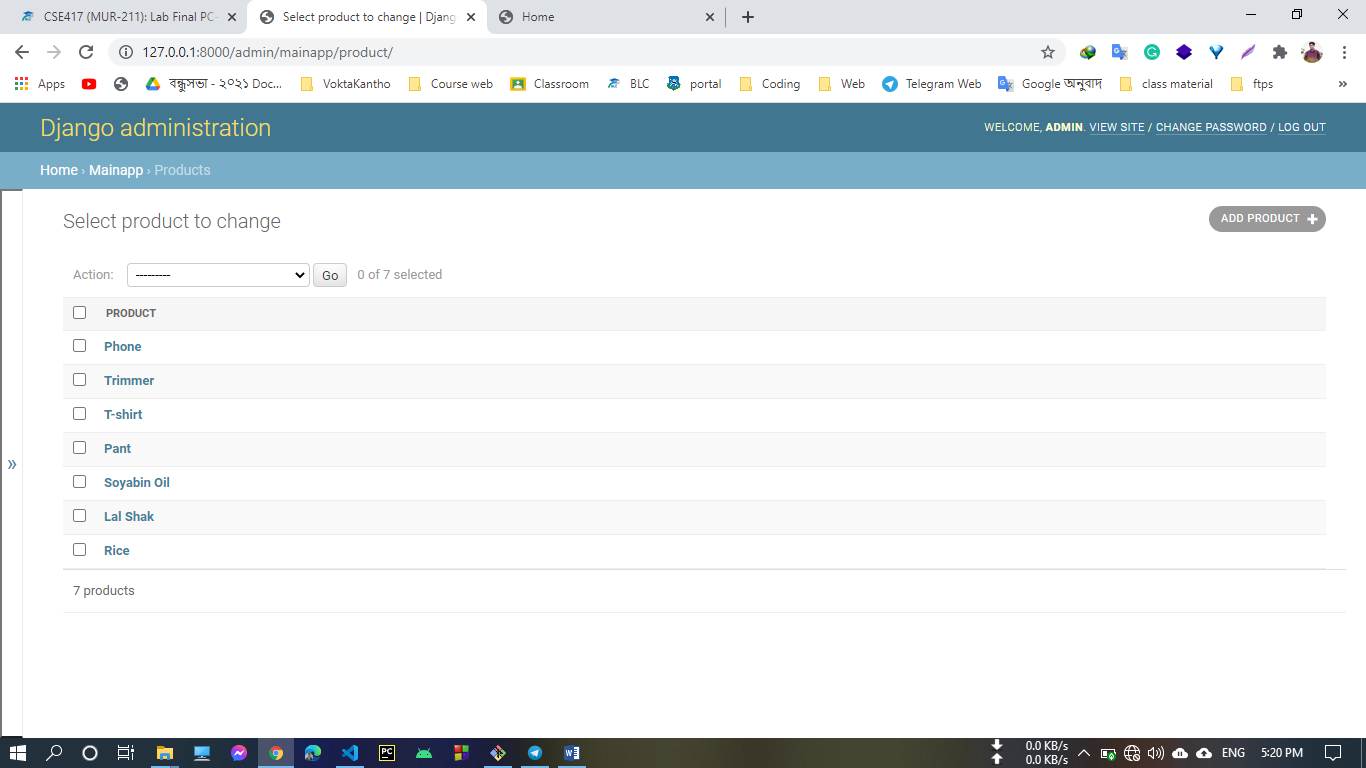 CSE417 (MUR-211): Lab Final PC-
Select product to change | Djang
Home
127.0.0.1:8000/admin/mainapp/product/
Apps
বন্ধুসভা - ২০২১ Doc...
VoktaKantho
Course web
Classroom
BLC
portal
Coding
Web
Telegram Web
Google অনুবাদ
class material
ftps
Django administration
WELCOME, ADMIN. VIEW SITE / CHANGE PASSWORD / LOG OUT
Home › Mainapp › Products
Select product to change
ADD PRODUCT +
Action: --------- Go 0 of 7 selected
PRODUCT
Phone
Trimmer
T-shirt
Pant
Soyabin Oil
Lal Shak
Rice
7 products
0.0 KB/s
0.0 KB/s
ENG
5:20 PM